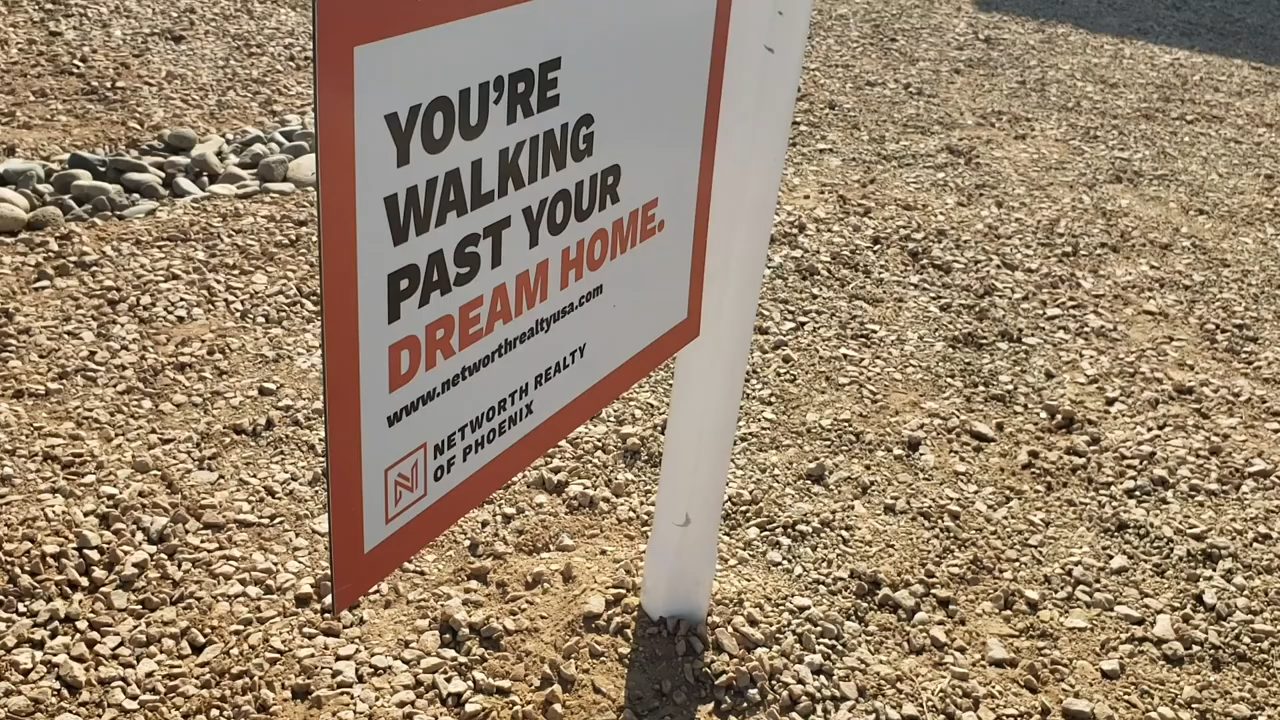 YOU'RE
WALKING
PAST YOUR
DREAM HOME.
www.networthrealtyusa.com
NETWORTH REALTY
OF PHOENIX